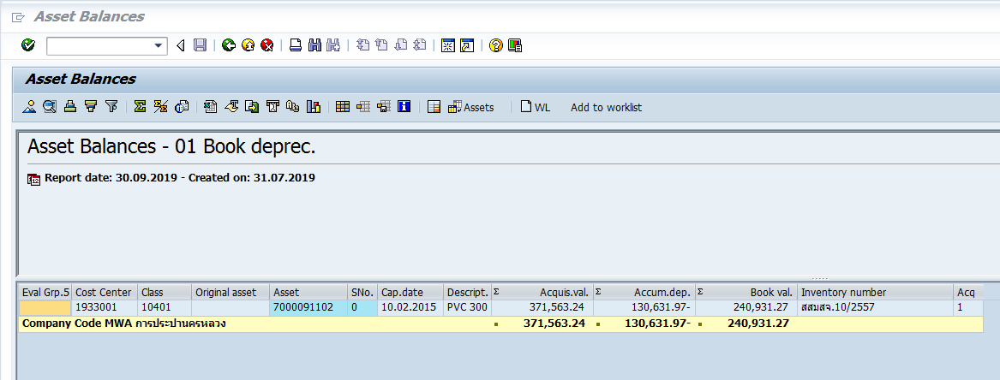 Asset Balances
Asset Balances
Assets WL Add to worklist
Asset Balances - 01 Book deprec.
Report date: 30.09.2019 - Created on: 31.07.2019
Eval Grp.5 Cost Center Class Original asset Asset SNo. Cap.date Descript. Σ Acquis.val. Σ Accum.dep. Σ Book val. Inventory number Acq
1933001 10401 7000091102 0 10.02.2015 PVC 300 371,563.24 130,631.97- 240,931.27 สสมสจ.10/2557 1
Company Code MWA การประปานครหลวง ▪ 371,563.24 ▪ 130,631.97- ▪ 240,931.27